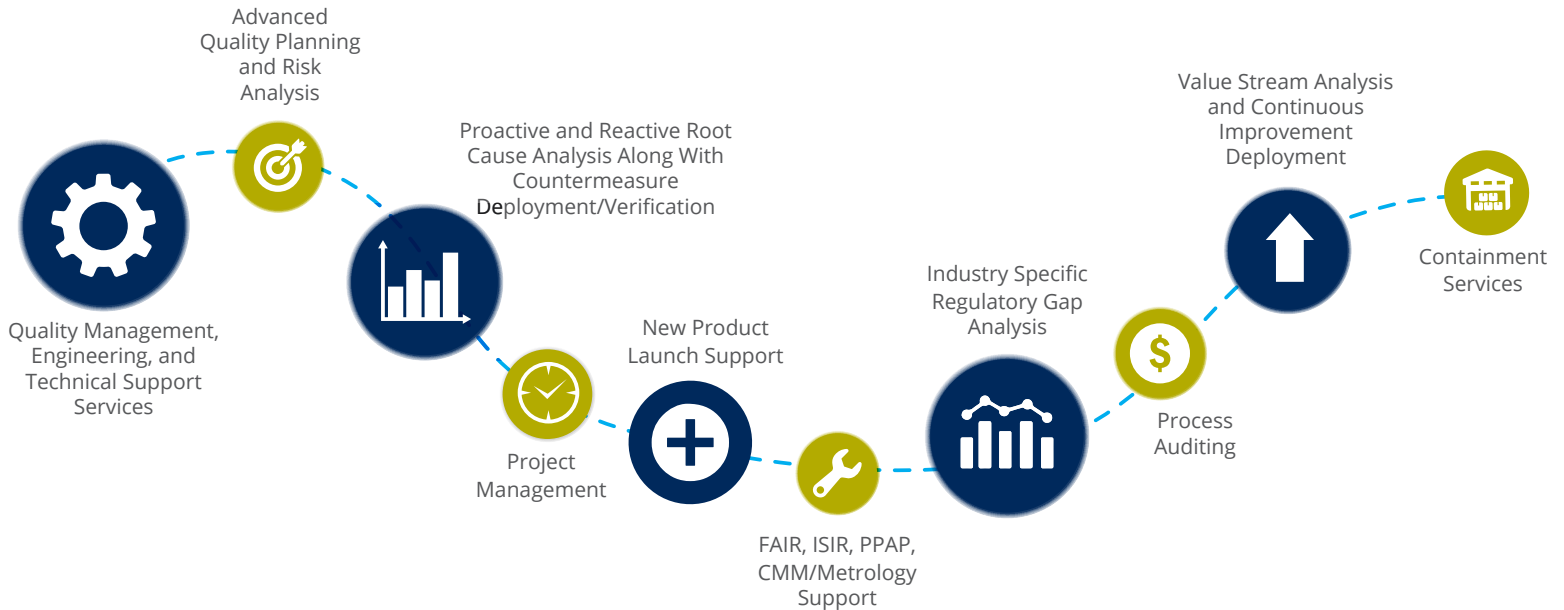 Advanced
Quality Planning
and Risk
Analysis
Quality Management,
Engineering, and
Technical Support
Services
Proactive and Reactive Root
Cause Analysis Along With
Countermeasure
Deployment/Verification
Project
Management
New Product
Launch Support
FAIR, ISIR, PPAP,
CMM/Metrology
Support
Industry Specific
Regulatory Gap
Analysis
$
Process
Auditing
Value Stream Analysis
and Continuous
Improvement
Deployment
Containment
Services